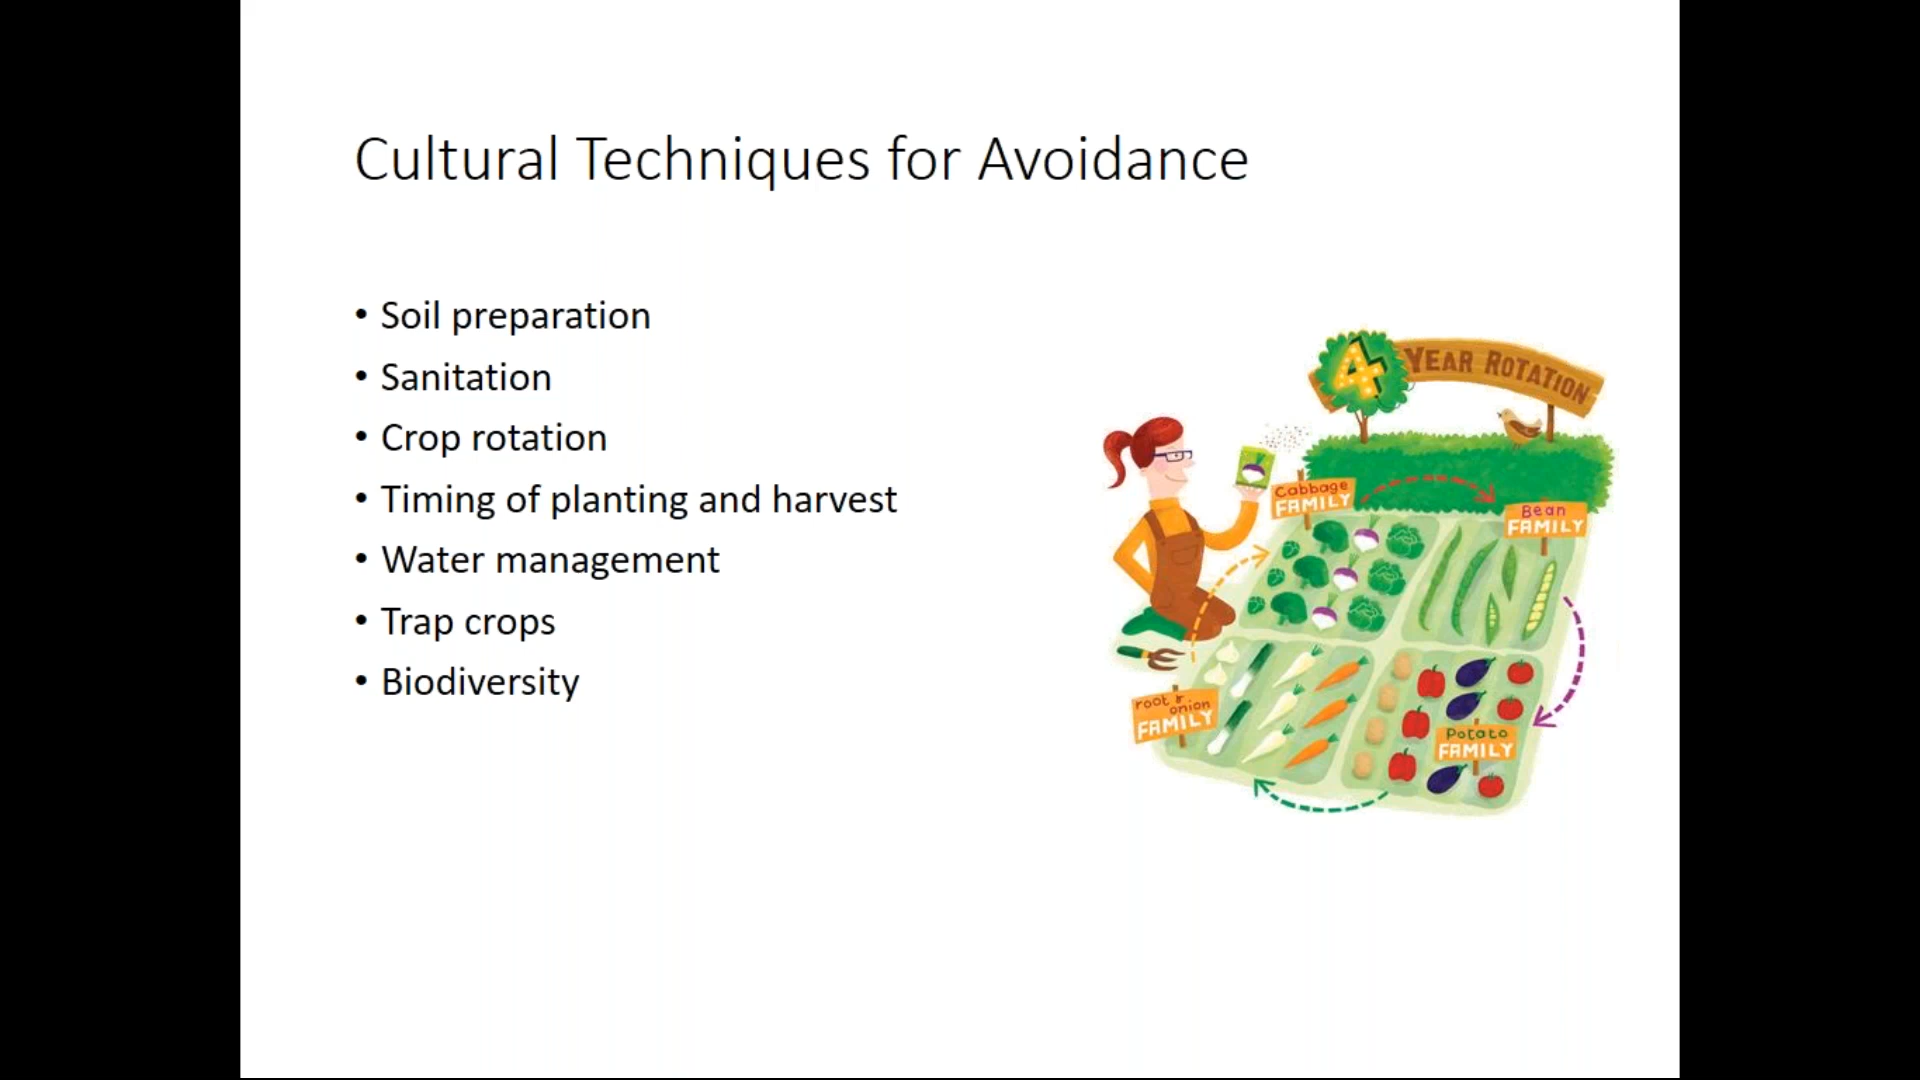 Cultural Techniques for Avoidance
• Soil preparation
• Sanitation
• Crop rotation
• Timing of planting and harvest
• Water management
• Trap crops
• Biodiversity
4 YEAR ROTATION
Cabbage
FAMILY
Bean
FAMILY
root &
onion
FAMILY
Potato
FAMILY